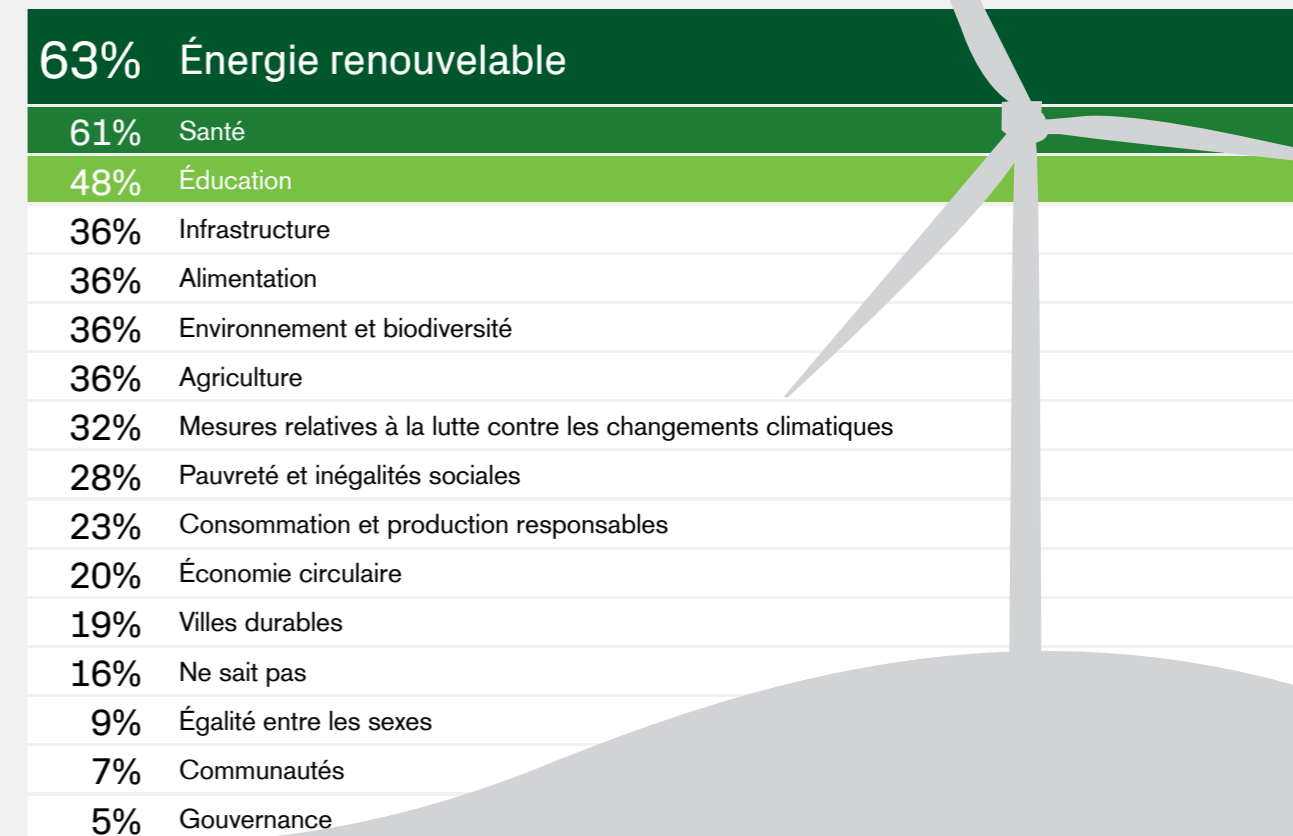 63% Énergie renouvelable
61% Santé
48% Éducation
36% Infrastructure
36% Alimentation
36% Environnement et biodiversité
36% Agriculture
32% Mesures relatives à la lutte contre les changements climatiques
28% Pauvreté et inégalités sociales
23% Consommation et production responsables
20% Économie circulaire
19% Villes durables
16% Ne sait pas
9% Égalité entre les sexes
7% Communautés
5% Gouvernance